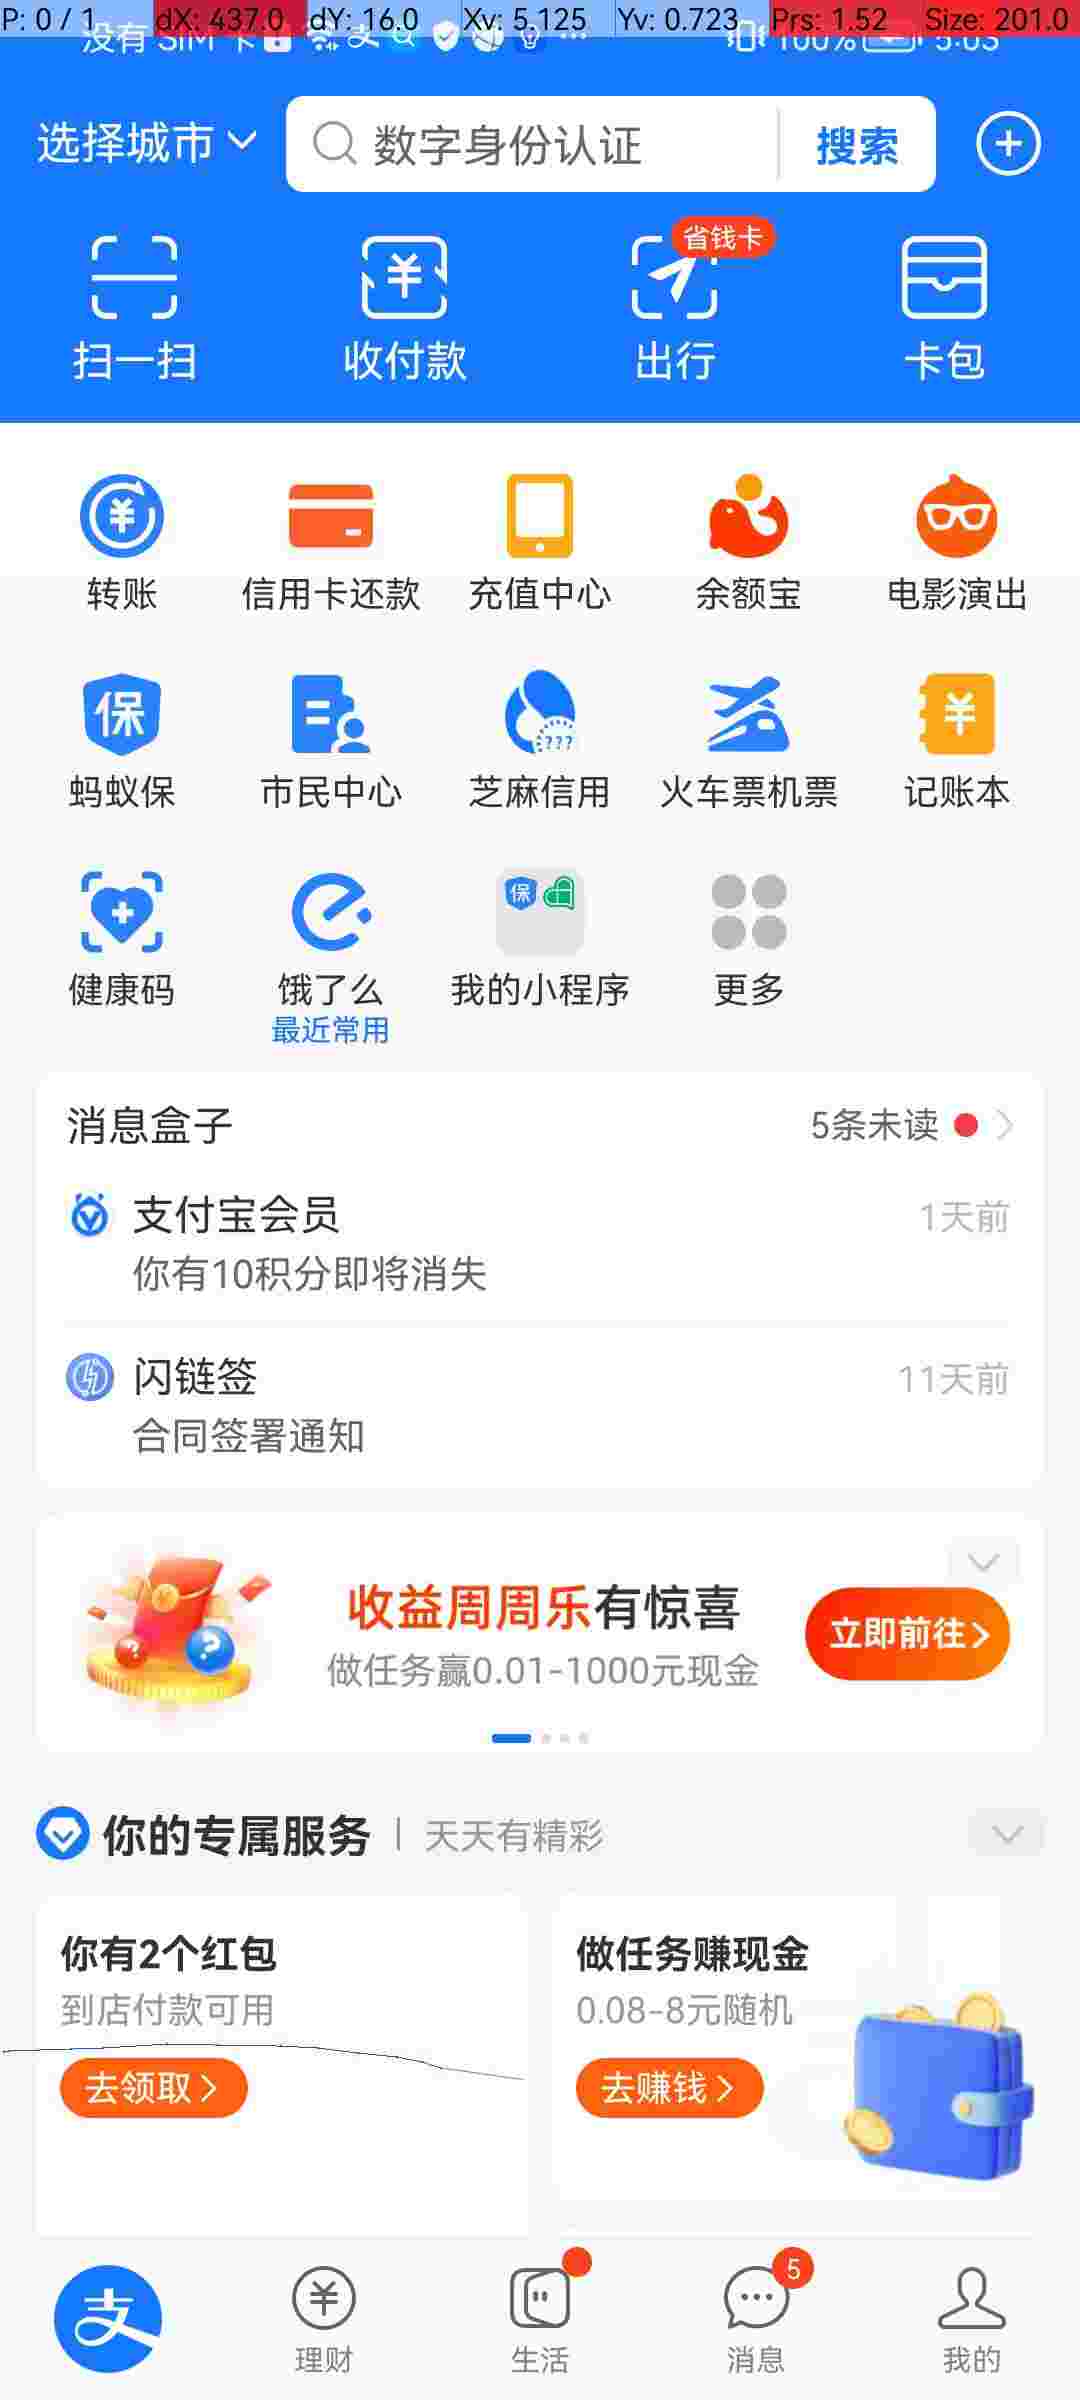 P: 0 / 1 dX: 437.0 dY: 16.0 Xv: 5.125 Yv: 0.723 Prs: 1.52 Size: 201.0
没有 SIM 卡 100% 5:03
选择城市 数字身份认证 搜索
省钱卡
扫一扫 收付款 出行 卡包
转账 信用卡还款 充值中心 余额宝 电影演出
保 ???
蚂蚁保 市民中心 芝麻信用 火车票机票 记账本
保
健康码 饿了么 我的小程序 更多
最近常用
消息盒子 5条未读
支付宝会员 1天前
你有10积分即将消失
闪链签 11天前
合同签署通知
收益周周乐有惊喜
立即前往
做任务赢0.01-1000元现金
你的专属服务 天天有精彩
你有2个红包 做任务赚现金
到店付款可用 0.08-8元随机
去领取 去赚钱
5
支
理财 生活 消息 我的